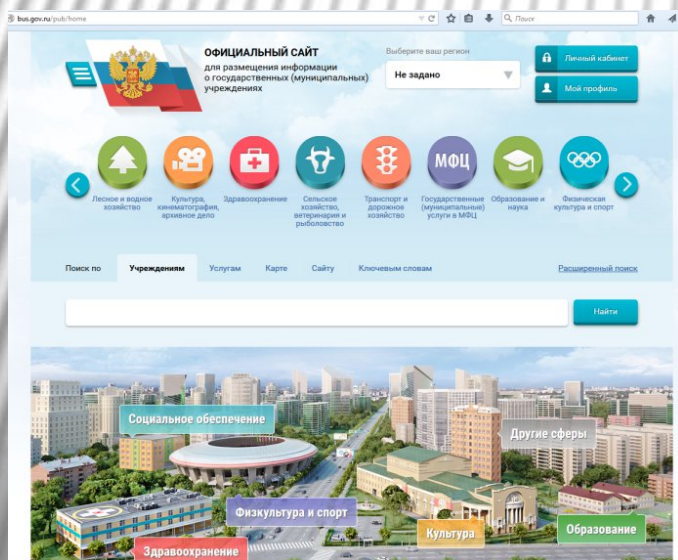 bus.gov.ru/pub/home
Поиск
ОФИЦИАЛЬНЫЙ САЙТ
для размещения информации
о государственных (муниципальных)
учреждениях
Выберите ваш регион
Не задано
Личный кабинет
Мой профиль
МФЦ
Лесное и водное
хозяйство
Культура,
кинематография,
архивное дело
Здравоохранение
Сельское
хозяйство,
ветеринария и
рыболовство
Транспорт и
дорожное
хозяйство
Государственные
(муниципальные)
услуги в МФЦ
Образование и
наука
Физическая
культура и спорт
Поиск по Учреждениям Услугам Карте Сайту Ключевым словам Расширенный поиск
Найти
Социальное обеспечение
Другие сферы
Физкультура и спорт
Культура
Образование
Здравоохранение